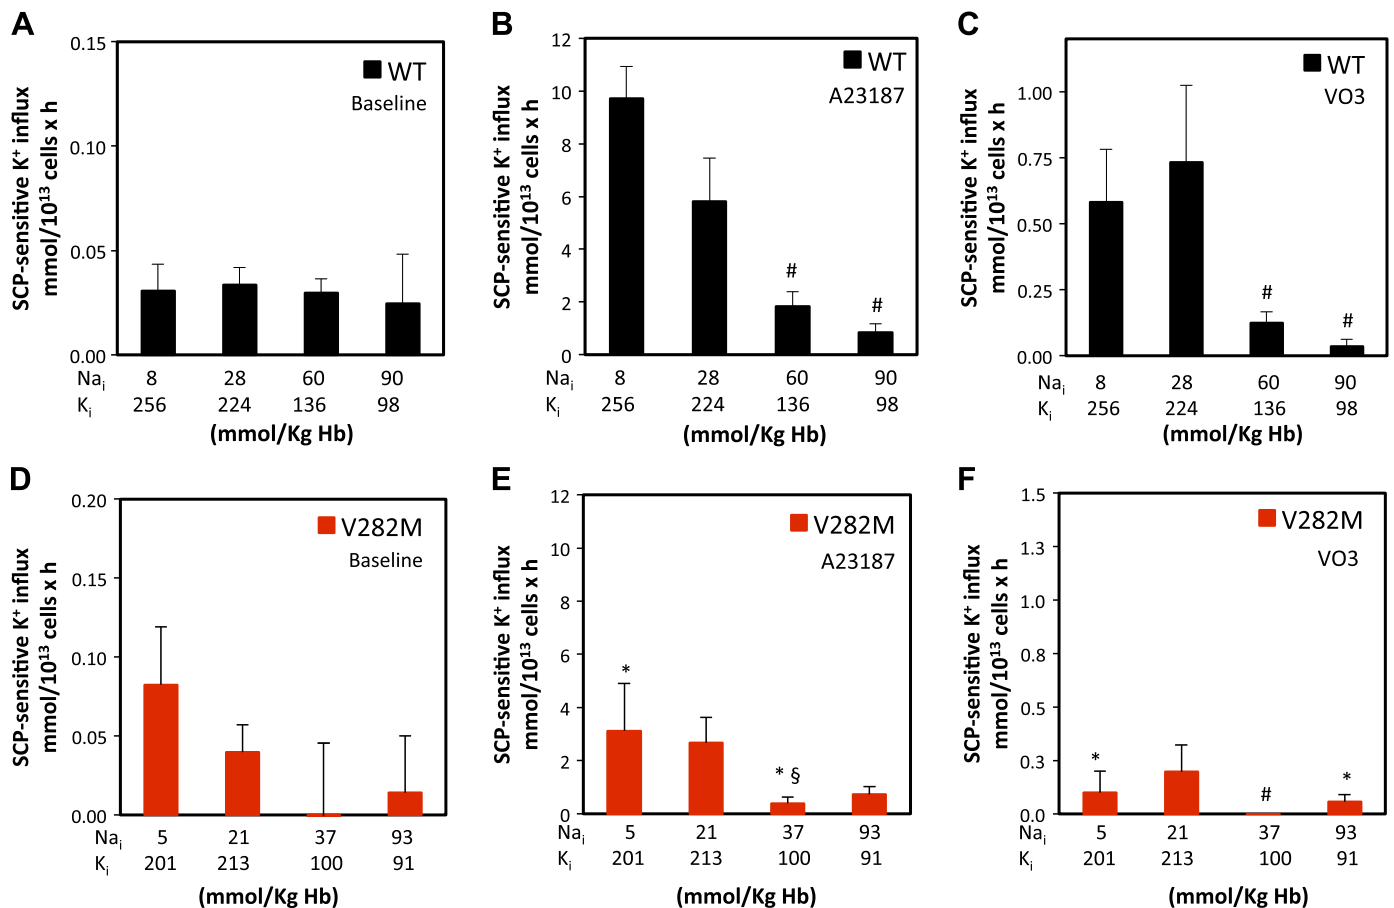 A
SCP-sensitive K⁺ influx
mmol/10¹³ cells x h
0.15
0.10
0.05
0.00
WT
Baseline
Naᵢ 8 28 60 90
Kᵢ 256 224 136 98
(mmol/Kg Hb)
B
SCP-sensitive K⁺ influx
mmol/10¹³ cells x h
12
10
8
6
4
2
0
WT
A23187
#
#
Naᵢ 8 28 60 90
Kᵢ 256 224 136 98
(mmol/Kg Hb)
C
SCP-sensitive K⁺ influx
mmol/10¹³ cells x h
1.00
0.75
0.50
0.25
0.00
WT
VO3
#
#
Naᵢ 8 28 60 90
Kᵢ 256 224 136 98
(mmol/Kg Hb)
D
SCP-sensitive K⁺ influx
mmol/10¹³ cells x h
0.20
0.15
0.10
0.05
0.00
V282M
Baseline
Naᵢ 5 21 37 93
Kᵢ 201 213 100 91
(mmol/Kg Hb)
E
SCP-sensitive K⁺ influx
mmol/10¹³ cells x h
12
10
8
6
4
2
0
V282M
A23187
*
* §
Naᵢ 5 21 37 93
Kᵢ 201 213 100 91
(mmol/Kg Hb)
F
SCP-sensitive K⁺ influx
mmol/10¹³ cells x h
1.5
1.3
1.0
0.8
0.5
0.3
0.0
V282M
VO3
*
#
*
Naᵢ 5 21 37 93
Kᵢ 201 213 100 91
(mmol/Kg Hb)